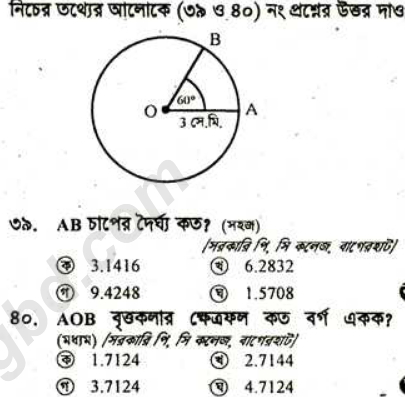 নিচের তথ্যের আলোকে (৩৯ ও ৪০) নং প্রশ্নের উত্তর দাও
B
60°
O
A
3 সে.মি.
৩৯. AB চাপের দৈর্ঘ্য কত? (সহজ)
[সরকারি পি, সি কলেজ, বাগেরহাট]
ক 3.1416 খ 6.2832
গ 9.4248 ঘ 1.5708
৪০. AOB বৃত্তকলার ক্ষেত্রফল কত বর্গ একক?
(মধ্যম) [সরকারি পি, সি কলেজ, বাগেরহাট]
ক 1.7124 খ 2.7144
গ 3.7124 ঘ 4.7124
gbd.com